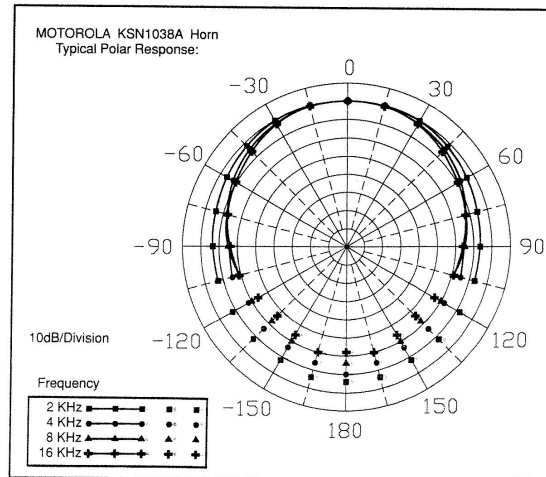 MOTOROLA KSN1038A Horn
Typical Polar Response:
0
-30
30
-60
60
-90
90
-120
120
10dB/Division
-150
150
180
Frequency
2 KHz
4 KHz
8 KHz
16 KHz